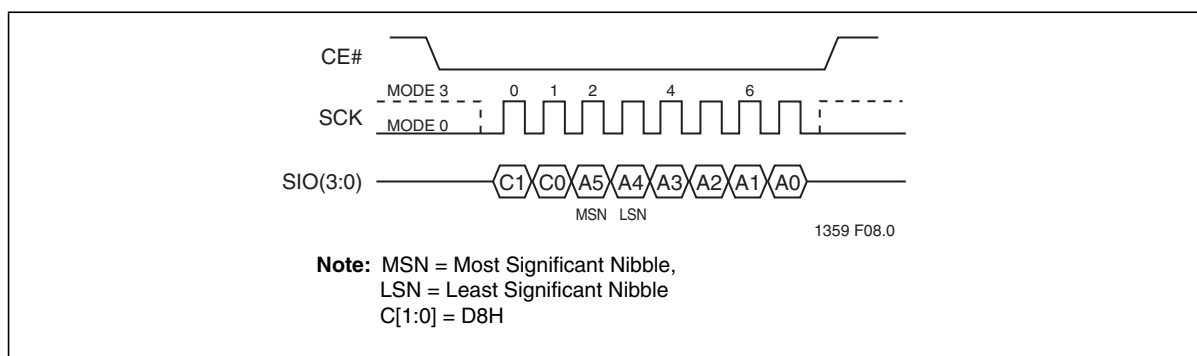 CE#
MODE 3 0 1 2 4 6
SCK
MODE 0
SIO(3:0) C1 C0 A5 A4 A3 A2 A1 A0
MSN LSN
1359 F08.0
Note: MSN = Most Significant Nibble,
LSN = Least Significant Nibble
C[1:0] = D8H